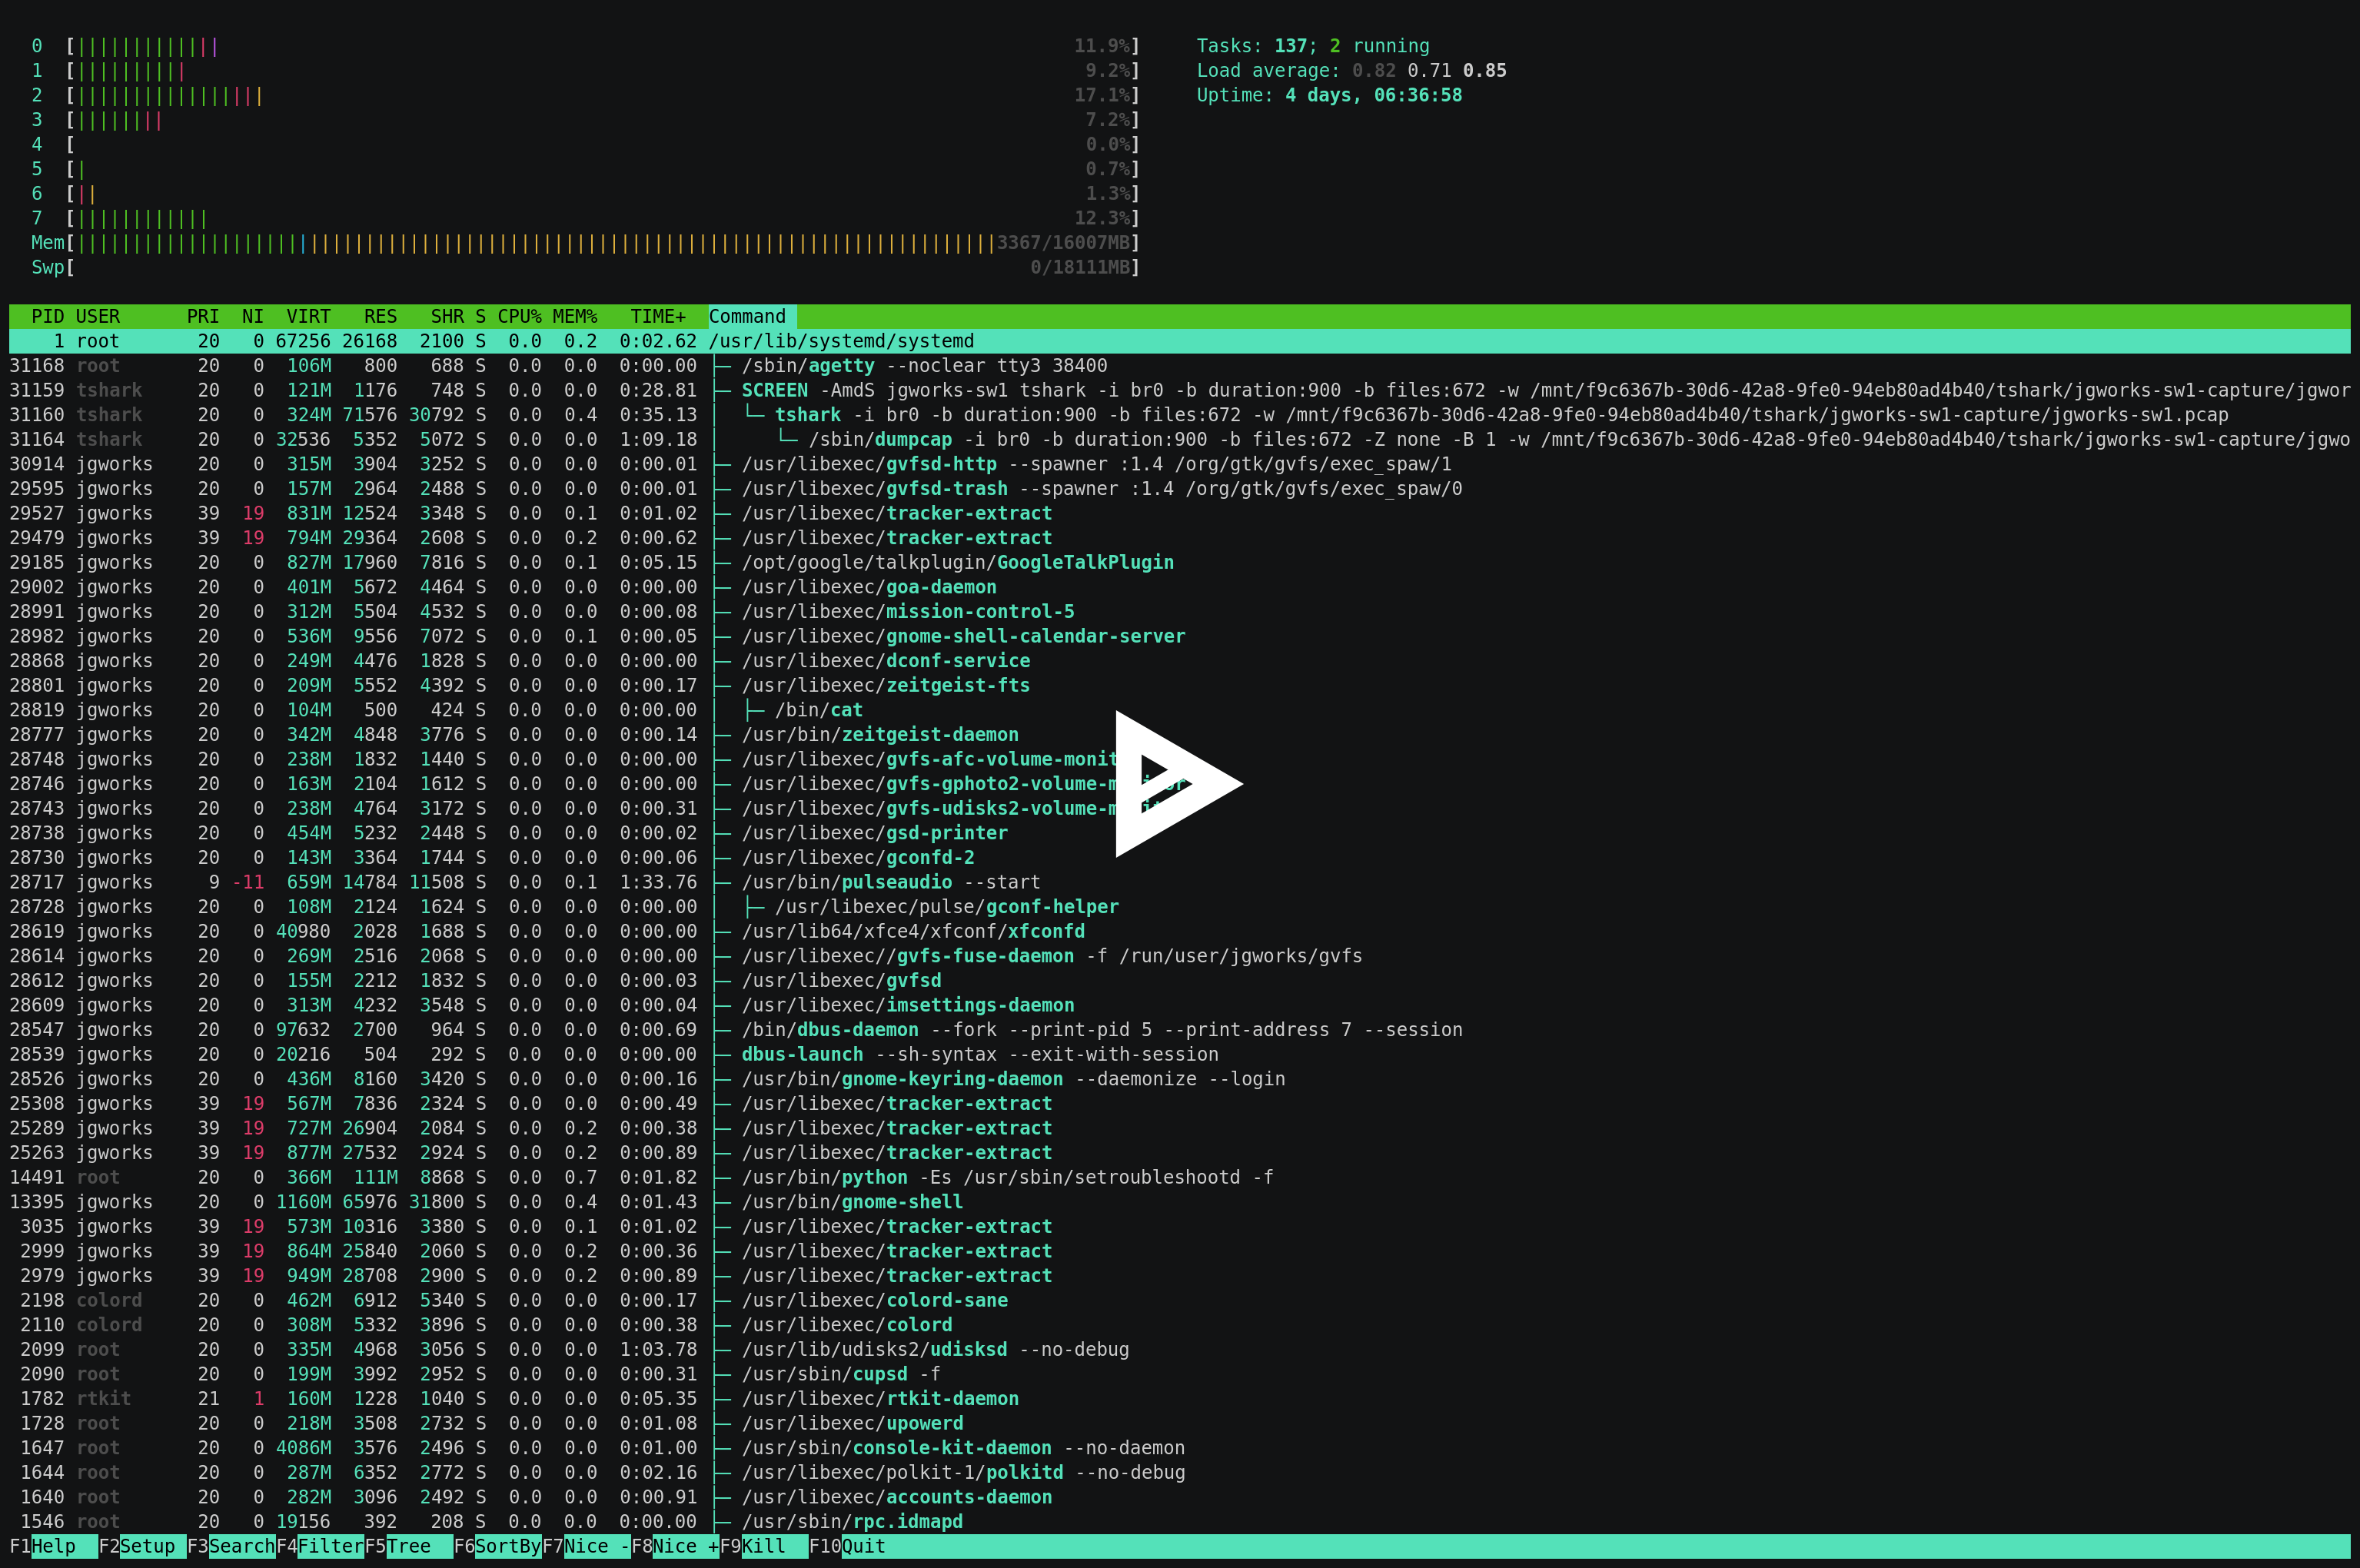 0 [||||||||||||| 11.9%] Tasks: 137; 2 running
1 [|||||||||| 9.2%] Load average: 0.82 0.71 0.85
2 [||||||||||||||||| 17.1%] Uptime: 4 days, 06:36:58
3 [|||||||| 7.2%]
4 [ 0.0%]
5 [| 0.7%]
6 [|| 1.3%]
7 [|||||||||||| 12.3%]
Mem[|||||||||||||||||||||||||||||||||||||||||||||||||||||||||||||||||||||||||||||||||||3367/16007MB]
Swp[ 0/18111MB]
PID USER PRI NI VIRT RES SHR S CPU% MEM% TIME+ Command
1 root 20 0 67256 26168 2100 S 0.0 0.2 0:02.62 /usr/lib/systemd/systemd
31168 root 20 0 106M 800 688 S 0.0 0.0 0:00.00 ├─ /sbin/agetty --noclear tty3 38400
31159 tshark 20 0 121M 1176 748 S 0.0 0.0 0:28.81 ├─ SCREEN -AmdS jgworks-sw1 tshark -i br0 -b duration:900 -b files:672 -w /mnt/f9c6367b-30d6-42a8-9fe0-94eb80ad4b40/tshark/jgworks-sw1-capture/jgwor
31160 tshark 20 0 324M 71576 30792 S 0.0 0.4 0:35.13 │ └─ tshark -i br0 -b duration:900 -b files:672 -w /mnt/f9c6367b-30d6-42a8-9fe0-94eb80ad4b40/tshark/jgworks-sw1-capture/jgworks-sw1.pcap
31164 tshark 20 0 32536 5352 5072 S 0.0 0.0 1:09.18 │ └─ /sbin/dumpcap -i br0 -b duration:900 -b files:672 -Z none -B 1 -w /mnt/f9c6367b-30d6-42a8-9fe0-94eb80ad4b40/tshark/jgworks-sw1-capture/jgwo
30914 jgworks 20 0 315M 3904 3252 S 0.0 0.0 0:00.01 ├─ /usr/libexec/gvfsd-http --spawner :1.4 /org/gtk/gvfs/exec_spaw/1
29595 jgworks 20 0 157M 2964 2488 S 0.0 0.0 0:00.01 ├─ /usr/libexec/gvfsd-trash --spawner :1.4 /org/gtk/gvfs/exec_spaw/0
29527 jgworks 39 19 831M 12524 3348 S 0.0 0.1 0:01.02 ├─ /usr/libexec/tracker-extract
29479 jgworks 39 19 794M 29364 2608 S 0.0 0.2 0:00.62 ├─ /usr/libexec/tracker-extract
29185 jgworks 20 0 827M 17960 7816 S 0.0 0.1 0:05.15 ├─ /opt/google/talkplugin/GoogleTalkPlugin
29002 jgworks 20 0 401M 5672 4464 S 0.0 0.0 0:00.00 ├─ /usr/libexec/goa-daemon
28991 jgworks 20 0 312M 5504 4532 S 0.0 0.0 0:00.08 ├─ /usr/libexec/mission-control-5
28982 jgworks 20 0 536M 9556 7072 S 0.0 0.1 0:00.05 ├─ /usr/libexec/gnome-shell-calendar-server
28868 jgworks 20 0 249M 4476 1828 S 0.0 0.0 0:00.00 ├─ /usr/libexec/dconf-service
28801 jgworks 20 0 209M 5552 4392 S 0.0 0.0 0:00.17 ├─ /usr/libexec/zeitgeist-fts
28819 jgworks 20 0 104M 500 424 S 0.0 0.0 0:00.00 │ ├─ /bin/cat
28777 jgworks 20 0 342M 4848 3776 S 0.0 0.0 0:00.14 ├─ /usr/bin/zeitgeist-daemon
28748 jgworks 20 0 238M 1832 1440 S 0.0 0.0 0:00.00 ├─ /usr/libexec/gvfs-afc-volume-monit
28746 jgworks 20 0 163M 2104 1612 S 0.0 0.0 0:00.00 ├─ /usr/libexec/gvfs-gphoto2-volume-m
28743 jgworks 20 0 238M 4764 3172 S 0.0 0.0 0:00.31 ├─ /usr/libexec/gvfs-udisks2-volume-m
28738 jgworks 20 0 454M 5232 2448 S 0.0 0.0 0:00.02 ├─ /usr/libexec/gsd-printer
28730 jgworks 20 0 143M 3364 1744 S 0.0 0.0 0:00.06 ├─ /usr/libexec/gconfd-2
28717 jgworks 9 -11 659M 14784 11508 S 0.0 0.1 1:33.76 ├─ /usr/bin/pulseaudio --start
28728 jgworks 20 0 108M 2124 1624 S 0.0 0.0 0:00.00 │ ├─ /usr/libexec/pulse/gconf-helper
28619 jgworks 20 0 40980 2028 1688 S 0.0 0.0 0:00.00 ├─ /usr/lib64/xfce4/xfconf/xfconfd
28614 jgworks 20 0 269M 2516 2068 S 0.0 0.0 0:00.00 ├─ /usr/libexec//gvfs-fuse-daemon -f /run/user/jgworks/gvfs
28612 jgworks 20 0 155M 2212 1832 S 0.0 0.0 0:00.03 ├─ /usr/libexec/gvfsd
28609 jgworks 20 0 313M 4232 3548 S 0.0 0.0 0:00.04 ├─ /usr/libexec/imsettings-daemon
28547 jgworks 20 0 97632 2700 964 S 0.0 0.0 0:00.69 ├─ /bin/dbus-daemon --fork --print-pid 5 --print-address 7 --session
28539 jgworks 20 0 20216 504 292 S 0.0 0.0 0:00.00 ├─ dbus-launch --sh-syntax --exit-with-session
28526 jgworks 20 0 436M 8160 3420 S 0.0 0.0 0:00.16 ├─ /usr/bin/gnome-keyring-daemon --daemonize --login
25308 jgworks 39 19 567M 7836 2324 S 0.0 0.0 0:00.49 ├─ /usr/libexec/tracker-extract
25289 jgworks 39 19 727M 26904 2084 S 0.0 0.2 0:00.38 ├─ /usr/libexec/tracker-extract
25263 jgworks 39 19 877M 27532 2924 S 0.0 0.2 0:00.89 ├─ /usr/libexec/tracker-extract
14491 root 20 0 366M 111M 8868 S 0.0 0.7 0:01.82 ├─ /usr/bin/python -Es /usr/sbin/setroubleshootd -f
13395 jgworks 20 0 1160M 65976 31800 S 0.0 0.4 0:01.43 ├─ /usr/bin/gnome-shell
3035 jgworks 39 19 573M 10316 3380 S 0.0 0.1 0:01.02 ├─ /usr/libexec/tracker-extract
2999 jgworks 39 19 864M 25840 2060 S 0.0 0.2 0:00.36 ├─ /usr/libexec/tracker-extract
2979 jgworks 39 19 949M 28708 2900 S 0.0 0.2 0:00.89 ├─ /usr/libexec/tracker-extract
2198 colord 20 0 462M 6912 5340 S 0.0 0.0 0:00.17 ├─ /usr/libexec/colord-sane
2110 colord 20 0 308M 5332 3896 S 0.0 0.0 0:00.38 ├─ /usr/libexec/colord
2099 root 20 0 335M 4968 3056 S 0.0 0.0 1:03.78 ├─ /usr/lib/udisks2/udisksd --no-debug
2090 root 20 0 199M 3992 2952 S 0.0 0.0 0:00.31 ├─ /usr/sbin/cupsd -f
1782 rtkit 21 1 160M 1228 1040 S 0.0 0.0 0:05.35 ├─ /usr/libexec/rtkit-daemon
1728 root 20 0 218M 3508 2732 S 0.0 0.0 0:01.08 ├─ /usr/libexec/upowerd
1647 root 20 0 4086M 3576 2496 S 0.0 0.0 0:01.00 ├─ /usr/sbin/console-kit-daemon --no-daemon
1644 root 20 0 287M 6352 2772 S 0.0 0.0 0:02.16 ├─ /usr/libexec/polkit-1/polkitd --no-debug
1640 root 20 0 282M 3096 2492 S 0.0 0.0 0:00.91 ├─ /usr/libexec/accounts-daemon
1546 root 20 0 19156 392 208 S 0.0 0.0 0:00.00 ├─ /usr/sbin/rpc.idmapd
F1Help F2Setup F3SearchF4FilterF5Tree F6SortByF7Nice -F8Nice +F9Kill F10Quit